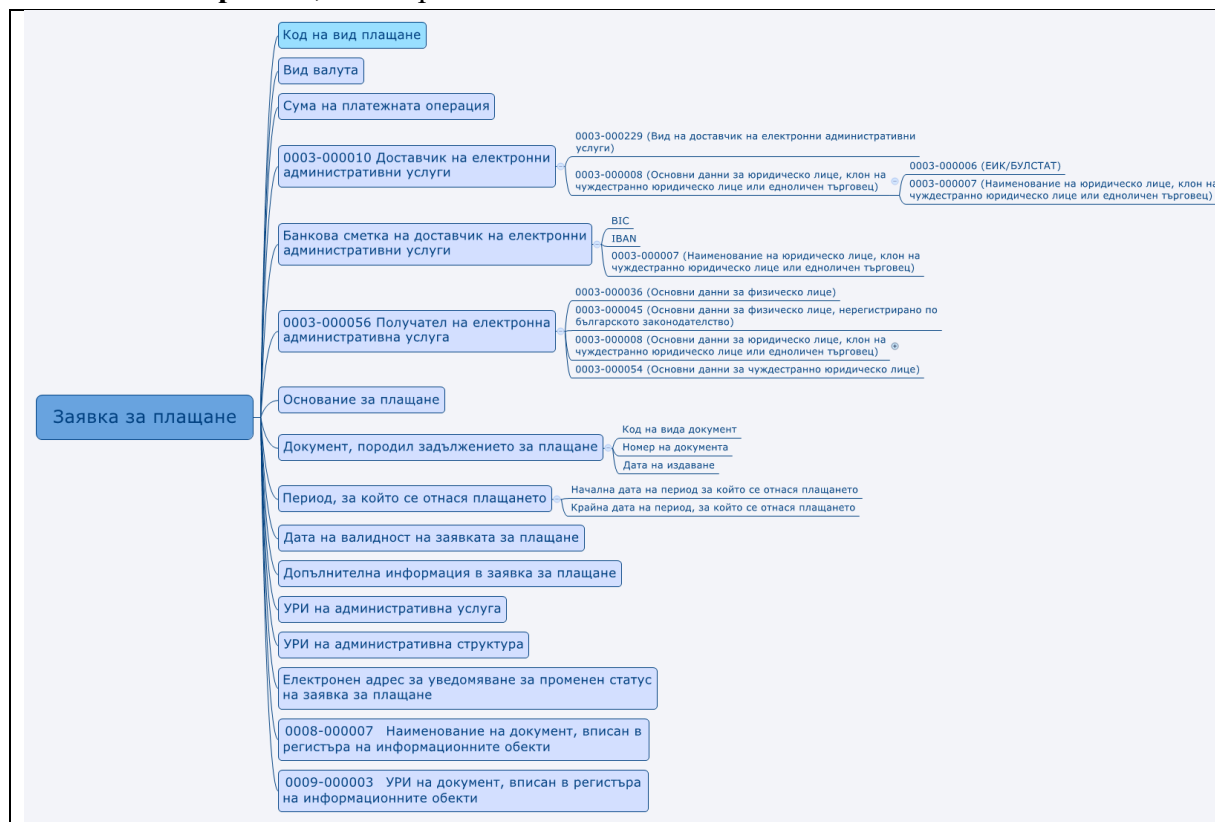 Код на вид плащане
Вид валута
Сума на платежната операция
0003-000010 Доставчик на електронни
административни услуги
0003-000229 (Вид на доставчик на електронни административни
услуги)
0003-000008 (Основни данни за юридическо лице, клон на
чуждестранно юридическо лице или едноличен търговец)
0003-000006 (ЕИК/БУЛСТАТ)
0003-000007 (Наименование на юридическо лице, клон на
чуждестранно юридическо лице или едноличен търговец)
Банкова сметка на доставчик на електронни
административни услуги
BIC
IBAN
0003-000007 (Наименование на юридическо лице, клон на
чуждестранно юридическо лице или едноличен търговец)
0003-000056 Получател на електронна
административна услуга
0003-000036 (Основни данни за физическо лице)
0003-000045 (Основни данни за физическо лице, нерегистрирано по
българското законодателство)
0003-000008 (Основни данни за юридическо лице, клон на
чуждестранно юридическо лице или едноличен търговец)
0003-000054 (Основни данни за чуждестранно юридическо лице)
Заявка за плащане
Основание за плащане
Документ, породил задължението за плащане
Код на вида документ
Номер на документа
Дата на издаване
Период, за който се отнася плащането
Начална дата на период за който се отнася плащането
Крайна дата на период, за който се отнася плащането
Дата на валидност на заявката за плащане
Допълнителна информация в заявка за плащане
УРИ на административна услуга
УРИ на административна структура
Електронен адрес за уведомяване за променен статус
на заявка за плащане
0008-000007 Наименование на документ, вписан в
регистъра на информационните обекти
0009-000003 УРИ на документ, вписан в регистъра
на информационните обекти